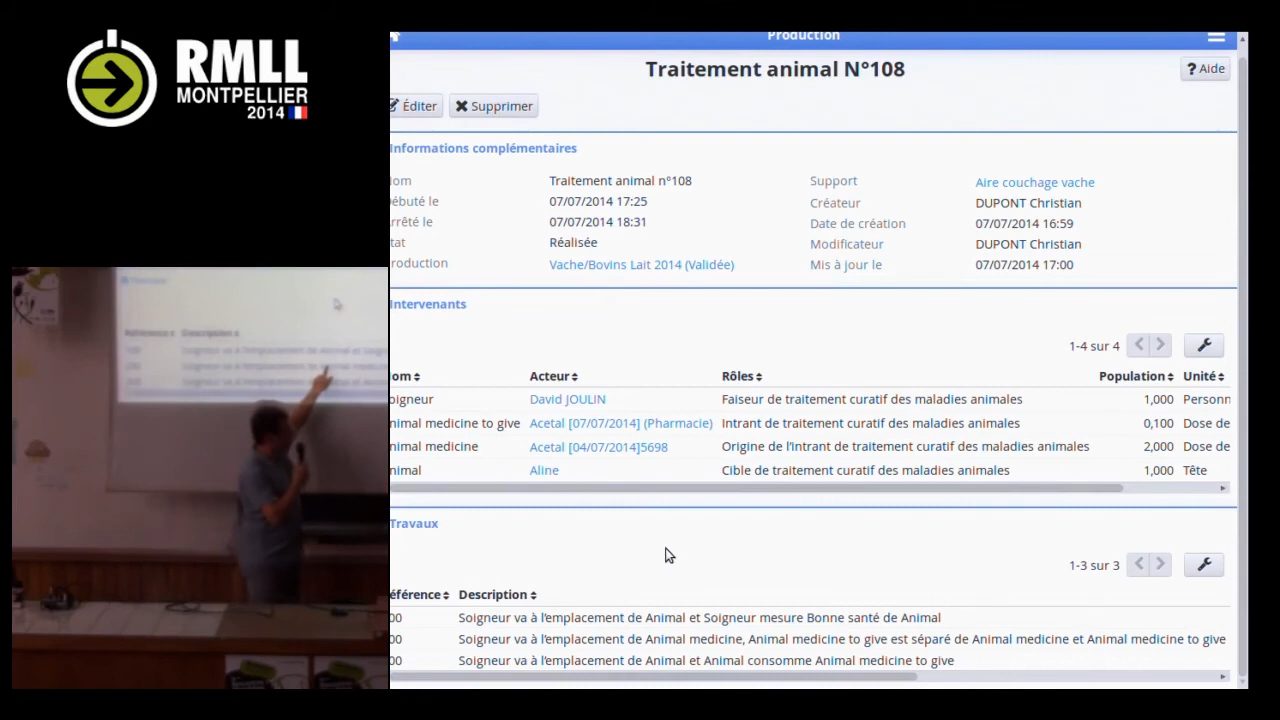 RMLL
MONTPELLIER
2014
Production
Traitement animal N°108
? Aide
Éditer
Supprimer
Informations complémentaires
om Traitement animal n°108 Support Aire couchage vache
ébuté le 07/07/2014 17:25 Créateur DUPONT Christian
rrêté le 07/07/2014 18:31 Date de création 07/07/2014 16:59
tat Réalisée Modificateur DUPONT Christian
roduction Vache/Bovins Lait 2014 (Validée) Mis à jour le 07/07/2014 17:00
Intervenants
1-4 sur 4
om Acteur Rôles Population Unité
oigneur David JOULIN Faiseur de traitement curatif des maladies animales 1,000 Personn
nimal medicine to give Acetal [07/07/2014] (Pharmacie) Intrant de traitement curatif des maladies animales 0,100 Dose de
nimal medicine Acetal [04/07/2014]5698 Origine de l'intrant de traitement curatif des maladies animales 2,000 Dose de
nimal Aline Cible de traitement curatif des maladies animales 1,000 Tête
Travaux
1-3 sur 3
éférence Description
00 Soigneur va à l'emplacement de Animal et Soigneur mesure Bonne santé de Animal
00 Soigneur va à l'emplacement de Animal medicine, Animal medicine to give est séparé de Animal medicine et Animal medicine to give
00 Soigneur va à l'emplacement de Animal et Animal consomme Animal medicine to give